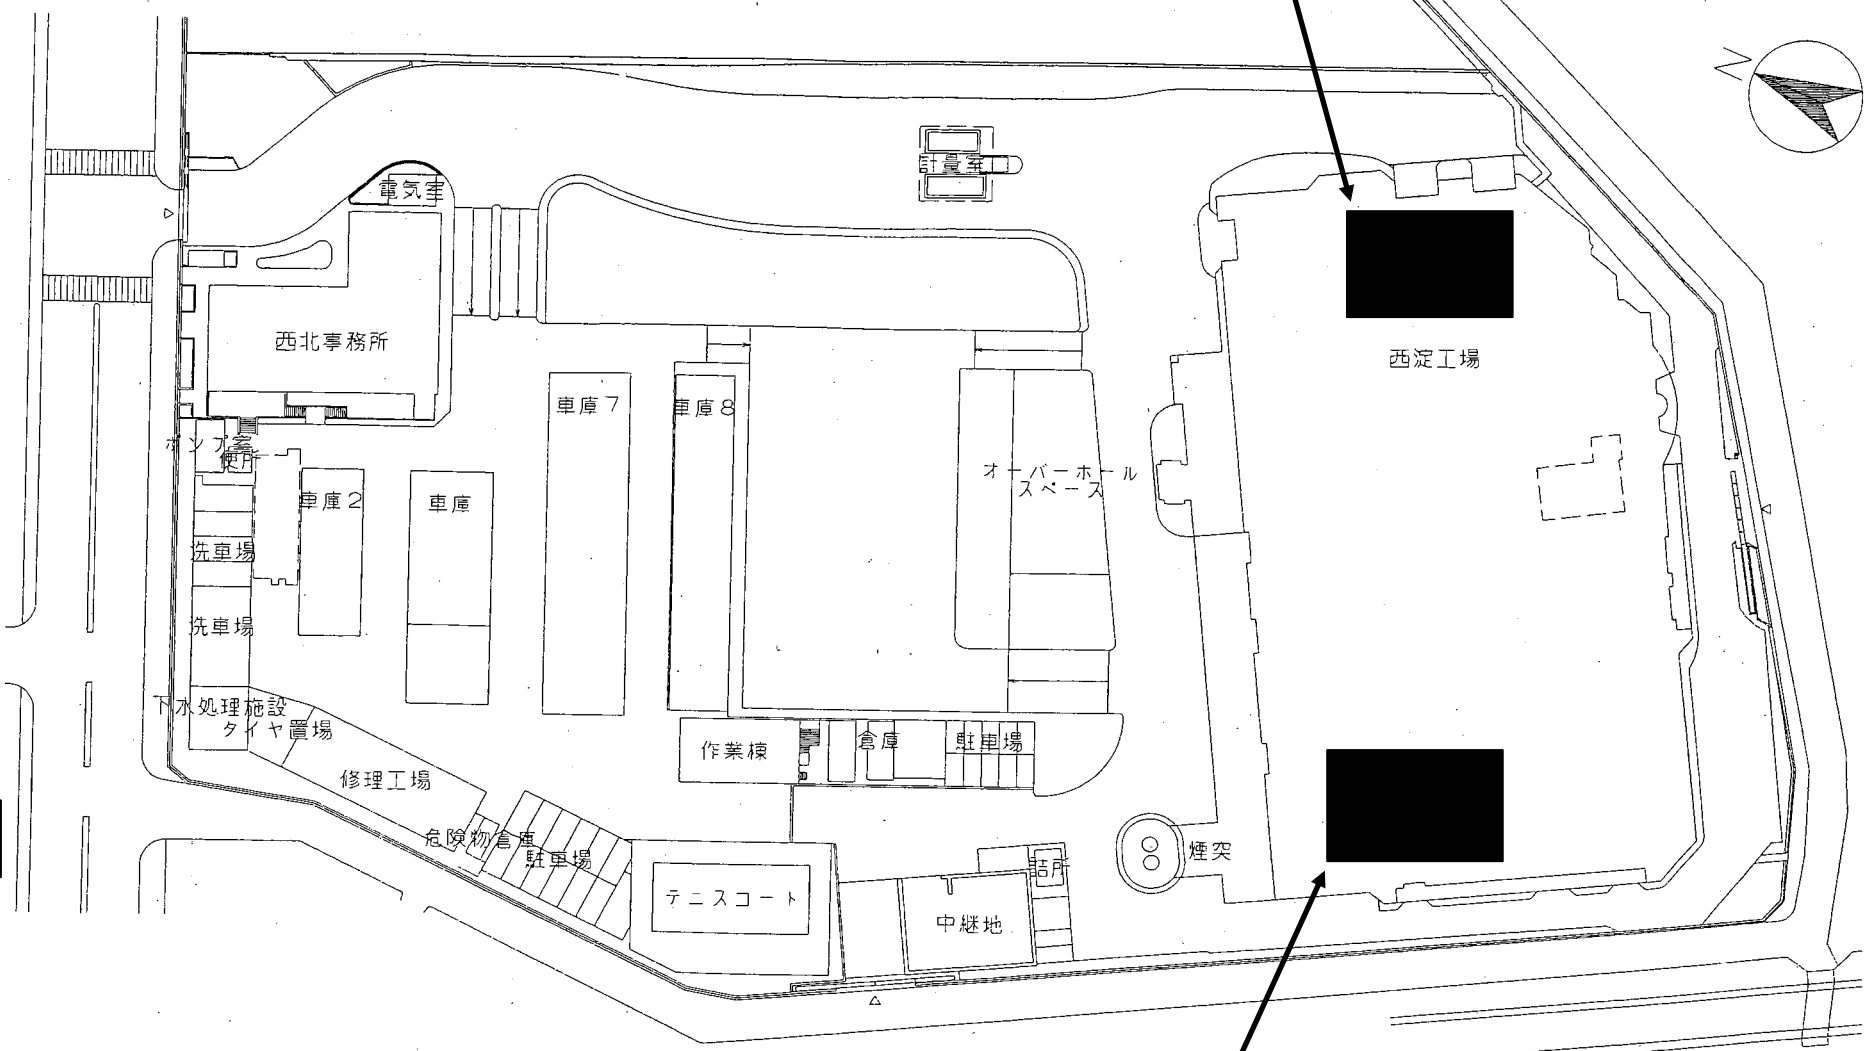 N
計量室
電気室
西北事務所
西淀工場
車庫7
車庫8
ポンプ室
便所
オーバーホール
スペース
車庫2
車庫
洗車場
洗車場
下水処理施設
タイヤ置場
作業棟
倉庫
駐車場
修理工場
危険物倉庫
駐車場
煙突
詰所
テニスコート
中継地